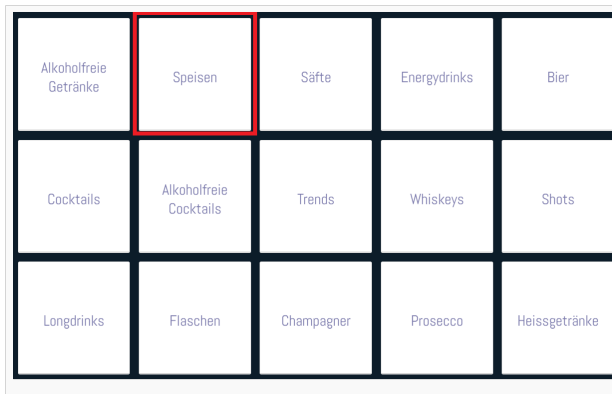 Alkoholfreie
Getränke
Speisen
Säfte
Energydrinks
Bier
Cocktails
Alkoholfreie
Cocktails
Trends
Whiskeys
Shots
Longdrinks
Flaschen
Champagner
Prosecco
Heissgetränke